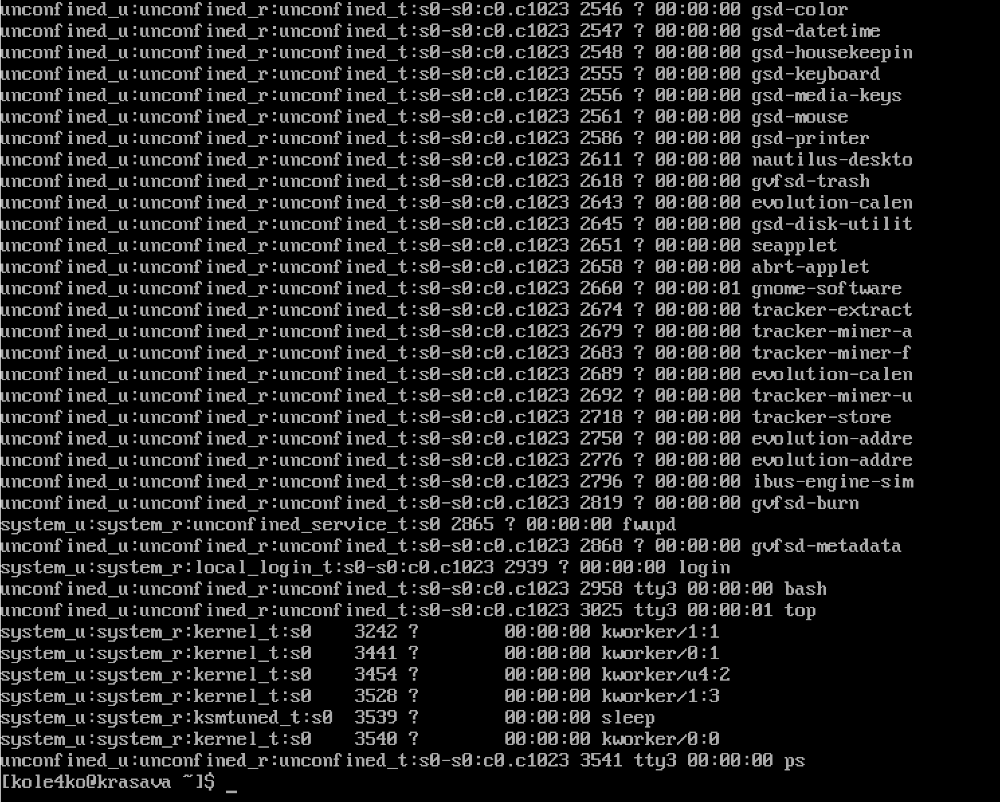 unconfined_u:unconfined_r:unconfined_t:s0-s0:c0.c1023 2546 ? 00:00:00 gsd-color
unconfined_u:unconfined_r:unconfined_t:s0-s0:c0.c1023 2547 ? 00:00:00 gsd-datetime
unconfined_u:unconfined_r:unconfined_t:s0-s0:c0.c1023 2548 ? 00:00:00 gsd-housekeepin
unconfined_u:unconfined_r:unconfined_t:s0-s0:c0.c1023 2555 ? 00:00:00 gsd-keyboard
unconfined_u:unconfined_r:unconfined_t:s0-s0:c0.c1023 2556 ? 00:00:00 gsd-media-keys
unconfined_u:unconfined_r:unconfined_t:s0-s0:c0.c1023 2561 ? 00:00:00 gsd-mouse
unconfined_u:unconfined_r:unconfined_t:s0-s0:c0.c1023 2586 ? 00:00:00 gsd-printer
unconfined_u:unconfined_r:unconfined_t:s0-s0:c0.c1023 2611 ? 00:00:00 nautilus-deskto
unconfined_u:unconfined_r:unconfined_t:s0-s0:c0.c1023 2618 ? 00:00:00 gvfsd-trash
unconfined_u:unconfined_r:unconfined_t:s0-s0:c0.c1023 2643 ? 00:00:00 evolution-calen
unconfined_u:unconfined_r:unconfined_t:s0-s0:c0.c1023 2645 ? 00:00:00 gsd-disk-utilit
unconfined_u:unconfined_r:unconfined_t:s0-s0:c0.c1023 2651 ? 00:00:00 seapplet
unconfined_u:unconfined_r:unconfined_t:s0-s0:c0.c1023 2658 ? 00:00:00 abrt-applet
unconfined_u:unconfined_r:unconfined_t:s0-s0:c0.c1023 2660 ? 00:00:01 gnome-software
unconfined_u:unconfined_r:unconfined_t:s0-s0:c0.c1023 2674 ? 00:00:00 tracker-extract
unconfined_u:unconfined_r:unconfined_t:s0-s0:c0.c1023 2679 ? 00:00:00 tracker-miner-a
unconfined_u:unconfined_r:unconfined_t:s0-s0:c0.c1023 2683 ? 00:00:00 tracker-miner-f
unconfined_u:unconfined_r:unconfined_t:s0-s0:c0.c1023 2689 ? 00:00:00 evolution-calen
unconfined_u:unconfined_r:unconfined_t:s0-s0:c0.c1023 2692 ? 00:00:00 tracker-miner-u
unconfined_u:unconfined_r:unconfined_t:s0-s0:c0.c1023 2718 ? 00:00:00 tracker-store
unconfined_u:unconfined_r:unconfined_t:s0-s0:c0.c1023 2750 ? 00:00:00 evolution-addre
unconfined_u:unconfined_r:unconfined_t:s0-s0:c0.c1023 2776 ? 00:00:00 evolution-addre
unconfined_u:unconfined_r:unconfined_t:s0-s0:c0.c1023 2796 ? 00:00:00 ibus-engine-sim
unconfined_u:unconfined_r:unconfined_t:s0-s0:c0.c1023 2819 ? 00:00:00 gvfsd-burn
system_u:system_r:unconfined_service_t:s0 2865 ? 00:00:00 fwupd
unconfined_u:unconfined_r:unconfined_t:s0-s0:c0.c1023 2868 ? 00:00:00 gvfsd-metadata
system_u:system_r:local_login_t:s0-s0:c0.c1023 2939 ? 00:00:00 login
unconfined_u:unconfined_r:unconfined_t:s0-s0:c0.c1023 2958 tty3 00:00:00 bash
unconfined_u:unconfined_r:unconfined_t:s0-s0:c0.c1023 3025 tty3 00:00:01 top
system_u:system_r:kernel_t:s0    3242 ?        00:00:00 kworker/1:1
system_u:system_r:kernel_t:s0    3441 ?        00:00:00 kworker/0:1
system_u:system_r:kernel_t:s0    3454 ?        00:00:00 kworker/u4:2
system_u:system_r:kernel_t:s0    3528 ?        00:00:00 kworker/1:3
system_u:system_r:ksmtuned_t:s0  3539 ?        00:00:00 sleep
system_u:system_r:kernel_t:s0    3540 ?        00:00:00 kworker/0:0
unconfined_u:unconfined_r:unconfined_t:s0-s0:c0.c1023 3541 tty3 00:00:00 ps
[kole4ko@krasava ~]$ _